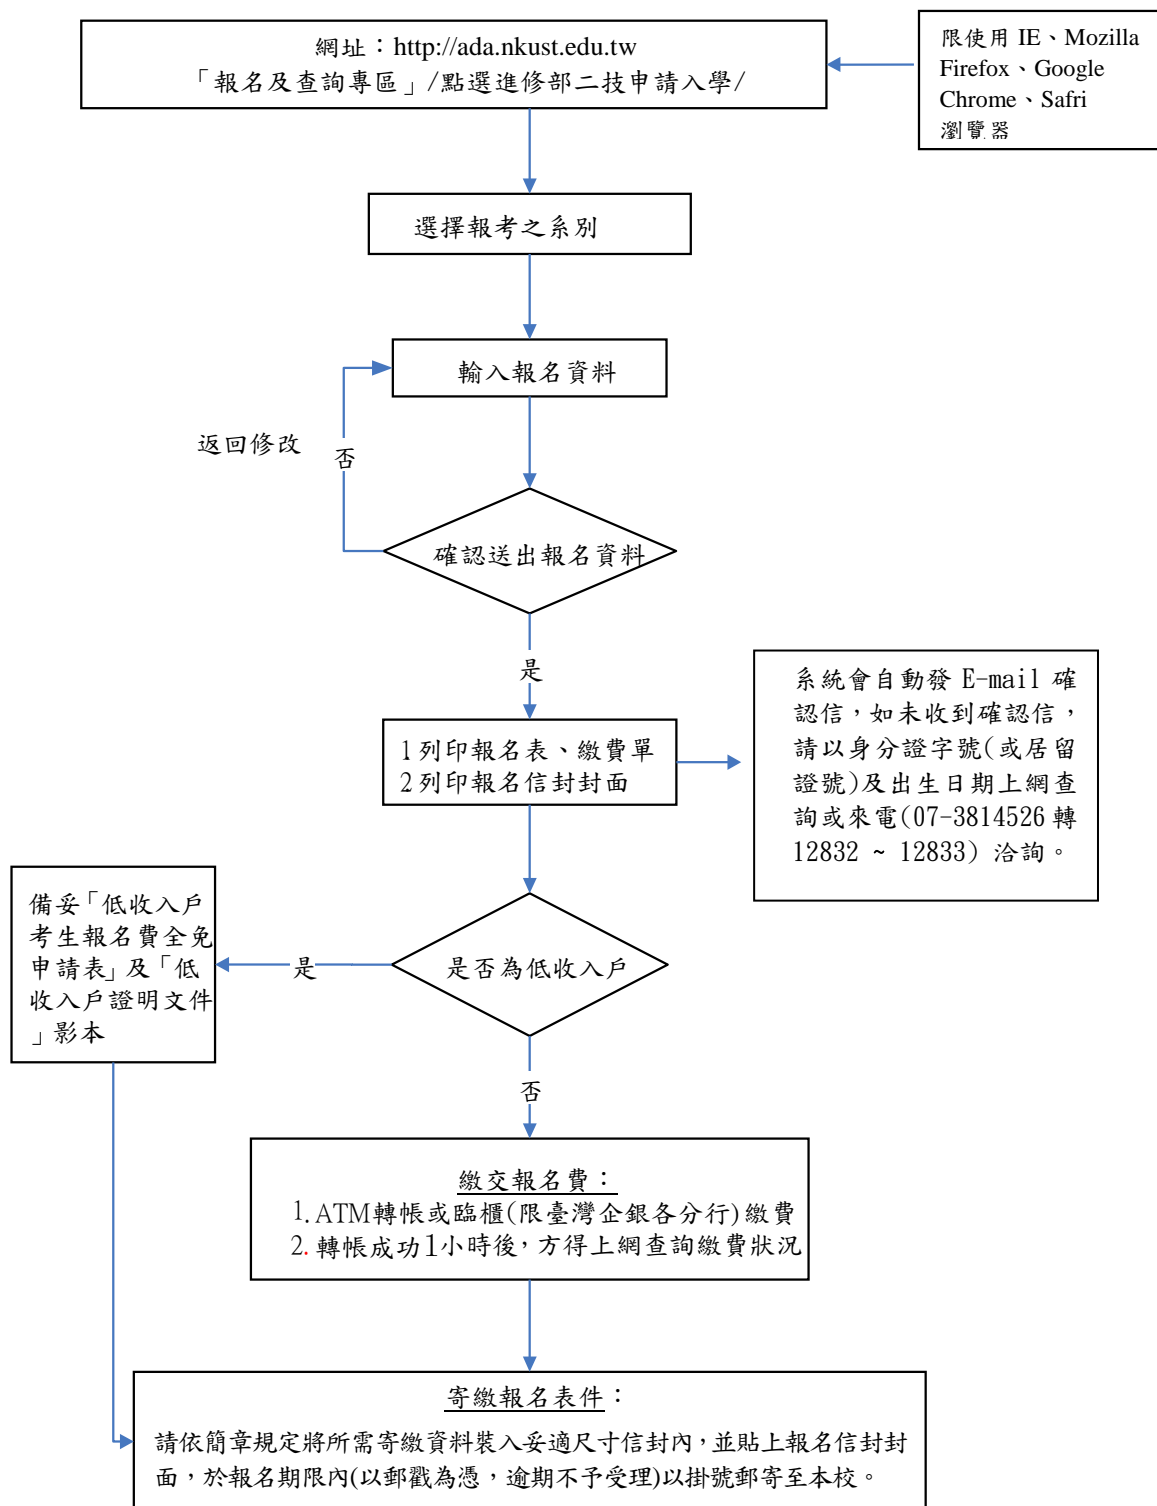 網址：http://ada.nkust.edu.tw
「報名及查詢專區」/點選進修部二技申請入學/
限使用 IE、Mozilla
Firefox、Google
Chrome、Safri
瀏覽器
選擇報考之系別
輸入報名資料
返回修改
否
確認送出報名資料
是
1列印報名表、繳費單
2列印報名信封封面
系統會自動發 E-mail 確
認信，如未收到確認信，
請以身分證字號(或居留
證號)及出生日期上網查
詢或來電(07-3814526 轉
12832 ~ 12833) 洽詢。
備妥「低收入戶
考生報名費全免
申請表」及「低
收入戶證明文件
」影本
是
是否為低收入戶
否
繳交報名費：
1.ATM轉帳或臨櫃(限臺灣企銀各分行)繳費
2.轉帳成功1小時後，方得上網查詢繳費狀況
寄繳報名表件：
請依簡章規定將所需寄繳資料裝入妥適尺寸信封內，並貼上報名信封封
面，於報名期限內(以郵戳為憑，逾期不予受理)以掛號郵寄至本校。